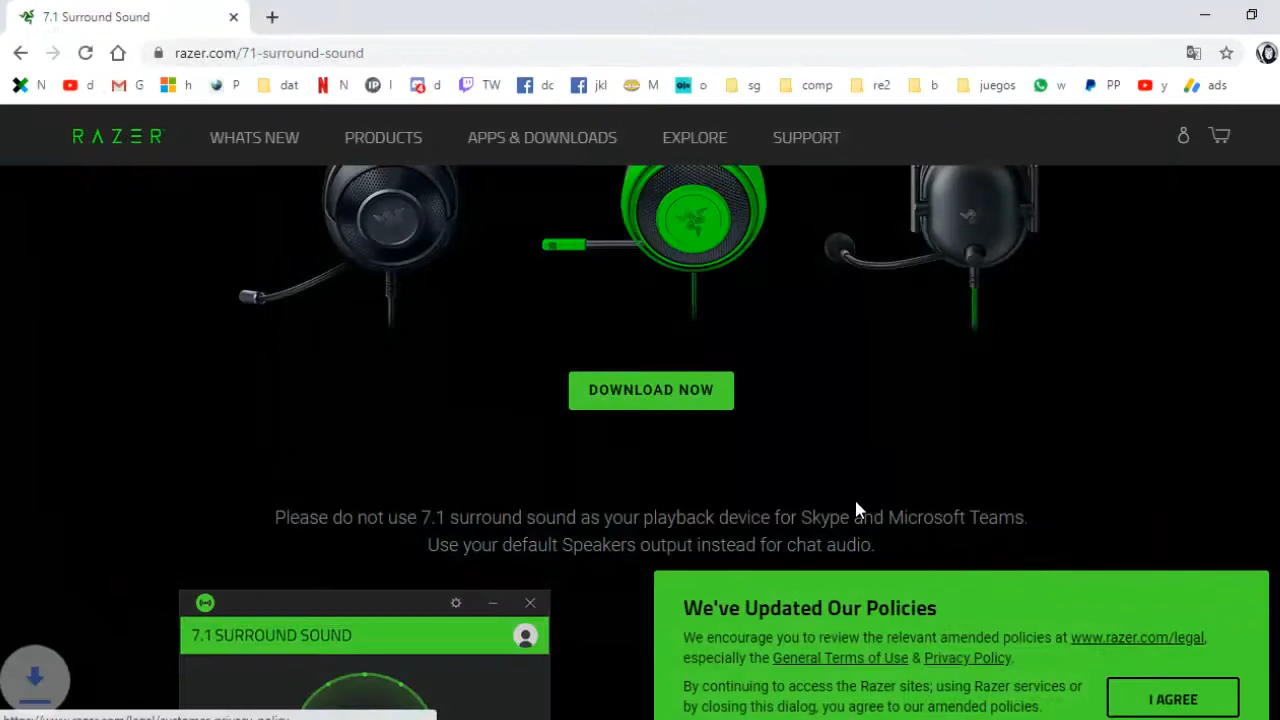 7.1 Surround Sound
razer.com/71-surround-sound
N d G h P dat N l d TW dc jkl M o sg comp re2 b juegos w PP y ads
RAZER WHATS NEW PRODUCTS APPS & DOWNLOADS EXPLORE SUPPORT
DOWNLOAD NOW
Please do not use 7.1 surround sound as your playback device for Skype and Microsoft Teams.
Use your default Speakers output instead for chat audio.
7.1 SURROUND SOUND
We've Updated Our Policies
We encourage you to review the relevant amended policies at www.razer.com/legal,
especially the General Terms of Use & Privacy Policy.
By continuing to access the Razer sites; using Razer services or
by closing this dialog, you agree to our amended policies.
I AGREE